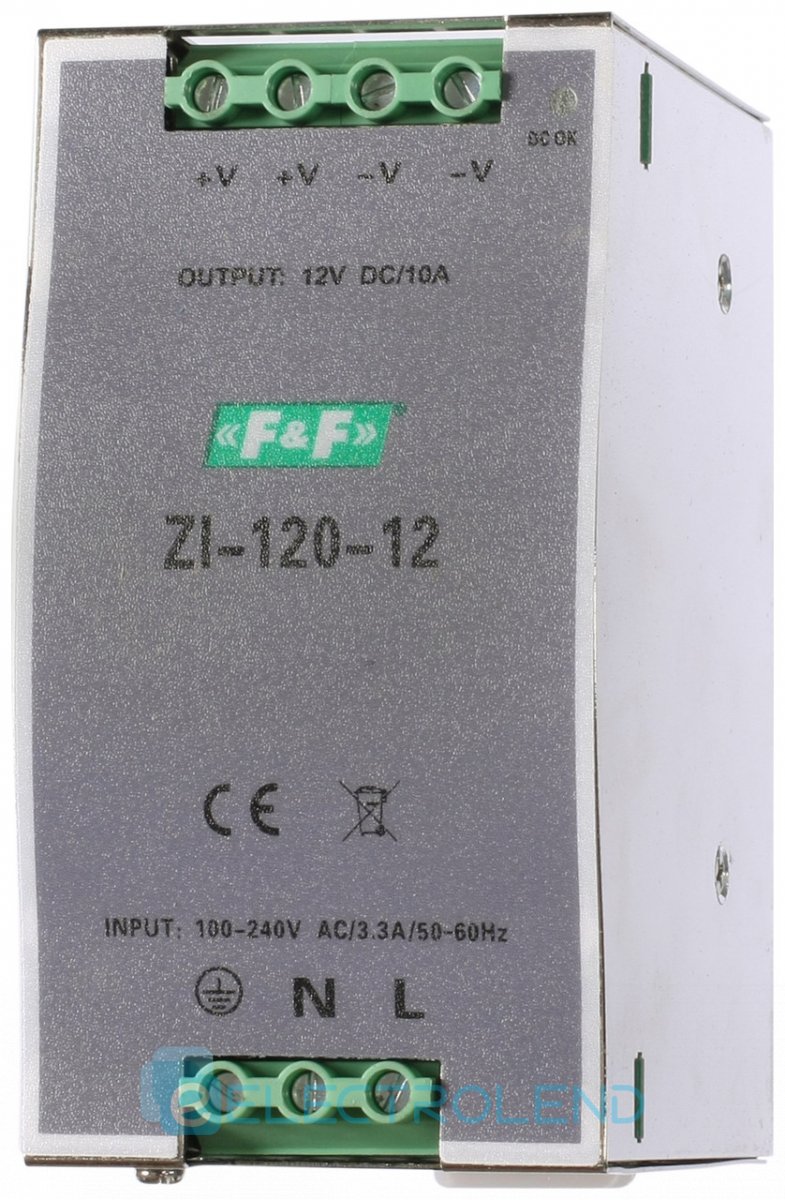 DC OK
+V +V -V -V
OUTPUT: 12V DC/10A
«F&F»®
ZI-120-12
CE
INPUT: 100-240V AC/3.3A/50-60Hz
N L
ELECTROLEND